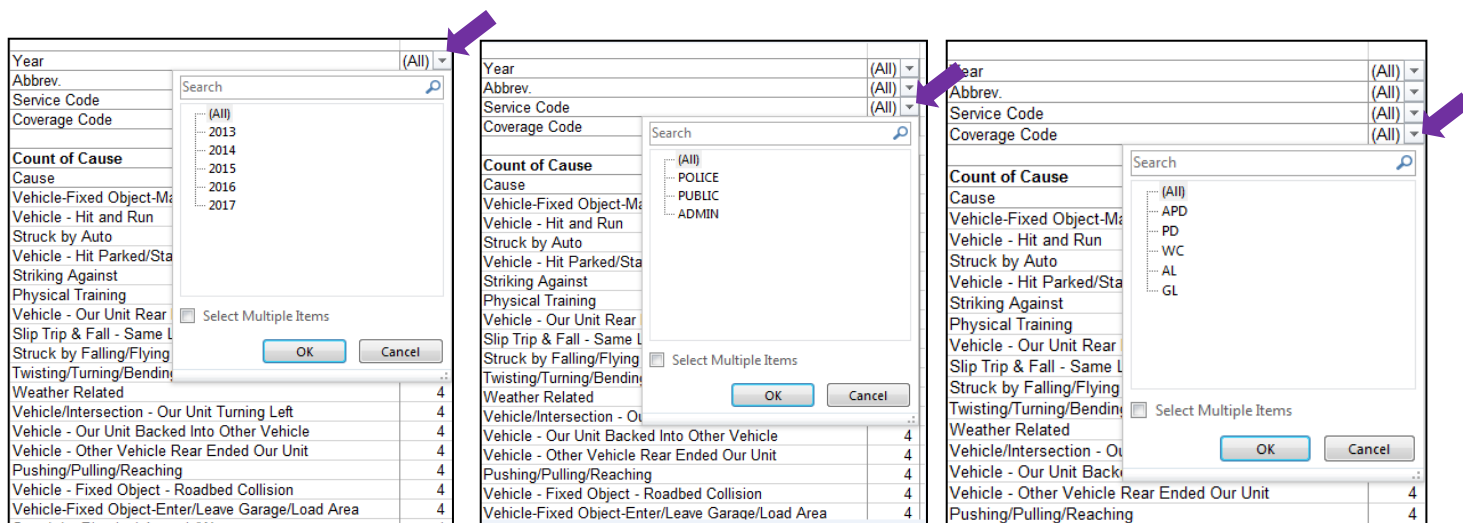 Year (All)
Abbrev.
Service Code
Coverage Code
Count of Cause
Cause
Vehicle-Fixed Object-Ma
Vehicle - Hit and Run
Struck by Auto
Vehicle - Hit Parked/Sta
Striking Against
Physical Training
Vehicle - Our Unit Rear
Slip Trip & Fall - Same L
Struck by Falling/Flying
Twisting/Turning/Bending
Weather Related 4
Vehicle/Intersection - Our Unit Turning Left 4
Vehicle - Our Unit Backed Into Other Vehicle 4
Vehicle - Other Vehicle Rear Ended Our Unit 4
Pushing/Pulling/Reaching 4
Vehicle - Fixed Object - Roadbed Collision 4
Vehicle-Fixed Object-Enter/Leave Garage/Load Area 4
Search
(All)
2013
2014
2015
2016
2017
Select Multiple Items
OK Cancel
Year (All)
Abbrev. (All)
Service Code (All)
Coverage Code
Count of Cause
Cause
Vehicle-Fixed Object-Ma
Vehicle - Hit and Run
Struck by Auto
Vehicle - Hit Parked/Sta
Striking Against
Physical Training
Vehicle - Our Unit Rear
Slip Trip & Fall - Same L
Struck by Falling/Flying
Twisting/Turning/Bending
Weather Related
Vehicle/Intersection - Ou
Vehicle - Our Unit Backed Into Other Vehicle 4
Vehicle - Other Vehicle Rear Ended Our Unit 4
Pushing/Pulling/Reaching 4
Vehicle - Fixed Object - Roadbed Collision 4
Vehicle-Fixed Object-Enter/Leave Garage/Load Area 4
Search
(All)
POLICE
PUBLIC
ADMIN
Select Multiple Items
OK Cancel
Year (All)
Abbrev. (All)
Service Code (All)
Coverage Code (All)
Count of Cause
Cause
Vehicle-Fixed Object-Ma
Vehicle - Hit and Run
Struck by Auto
Vehicle - Hit Parked/Sta
Striking Against
Physical Training
Vehicle - Our Unit Rear
Slip Trip & Fall - Same L
Struck by Falling/Flying
Twisting/Turning/Bending
Weather Related
Vehicle/Intersection - Ou
Vehicle - Our Unit Back
Vehicle - Other Vehicle Rear Ended Our Unit 4
Pushing/Pulling/Reaching 4
Search
(All)
APD
PD
WC
AL
GL
Select Multiple Items
OK Cancel